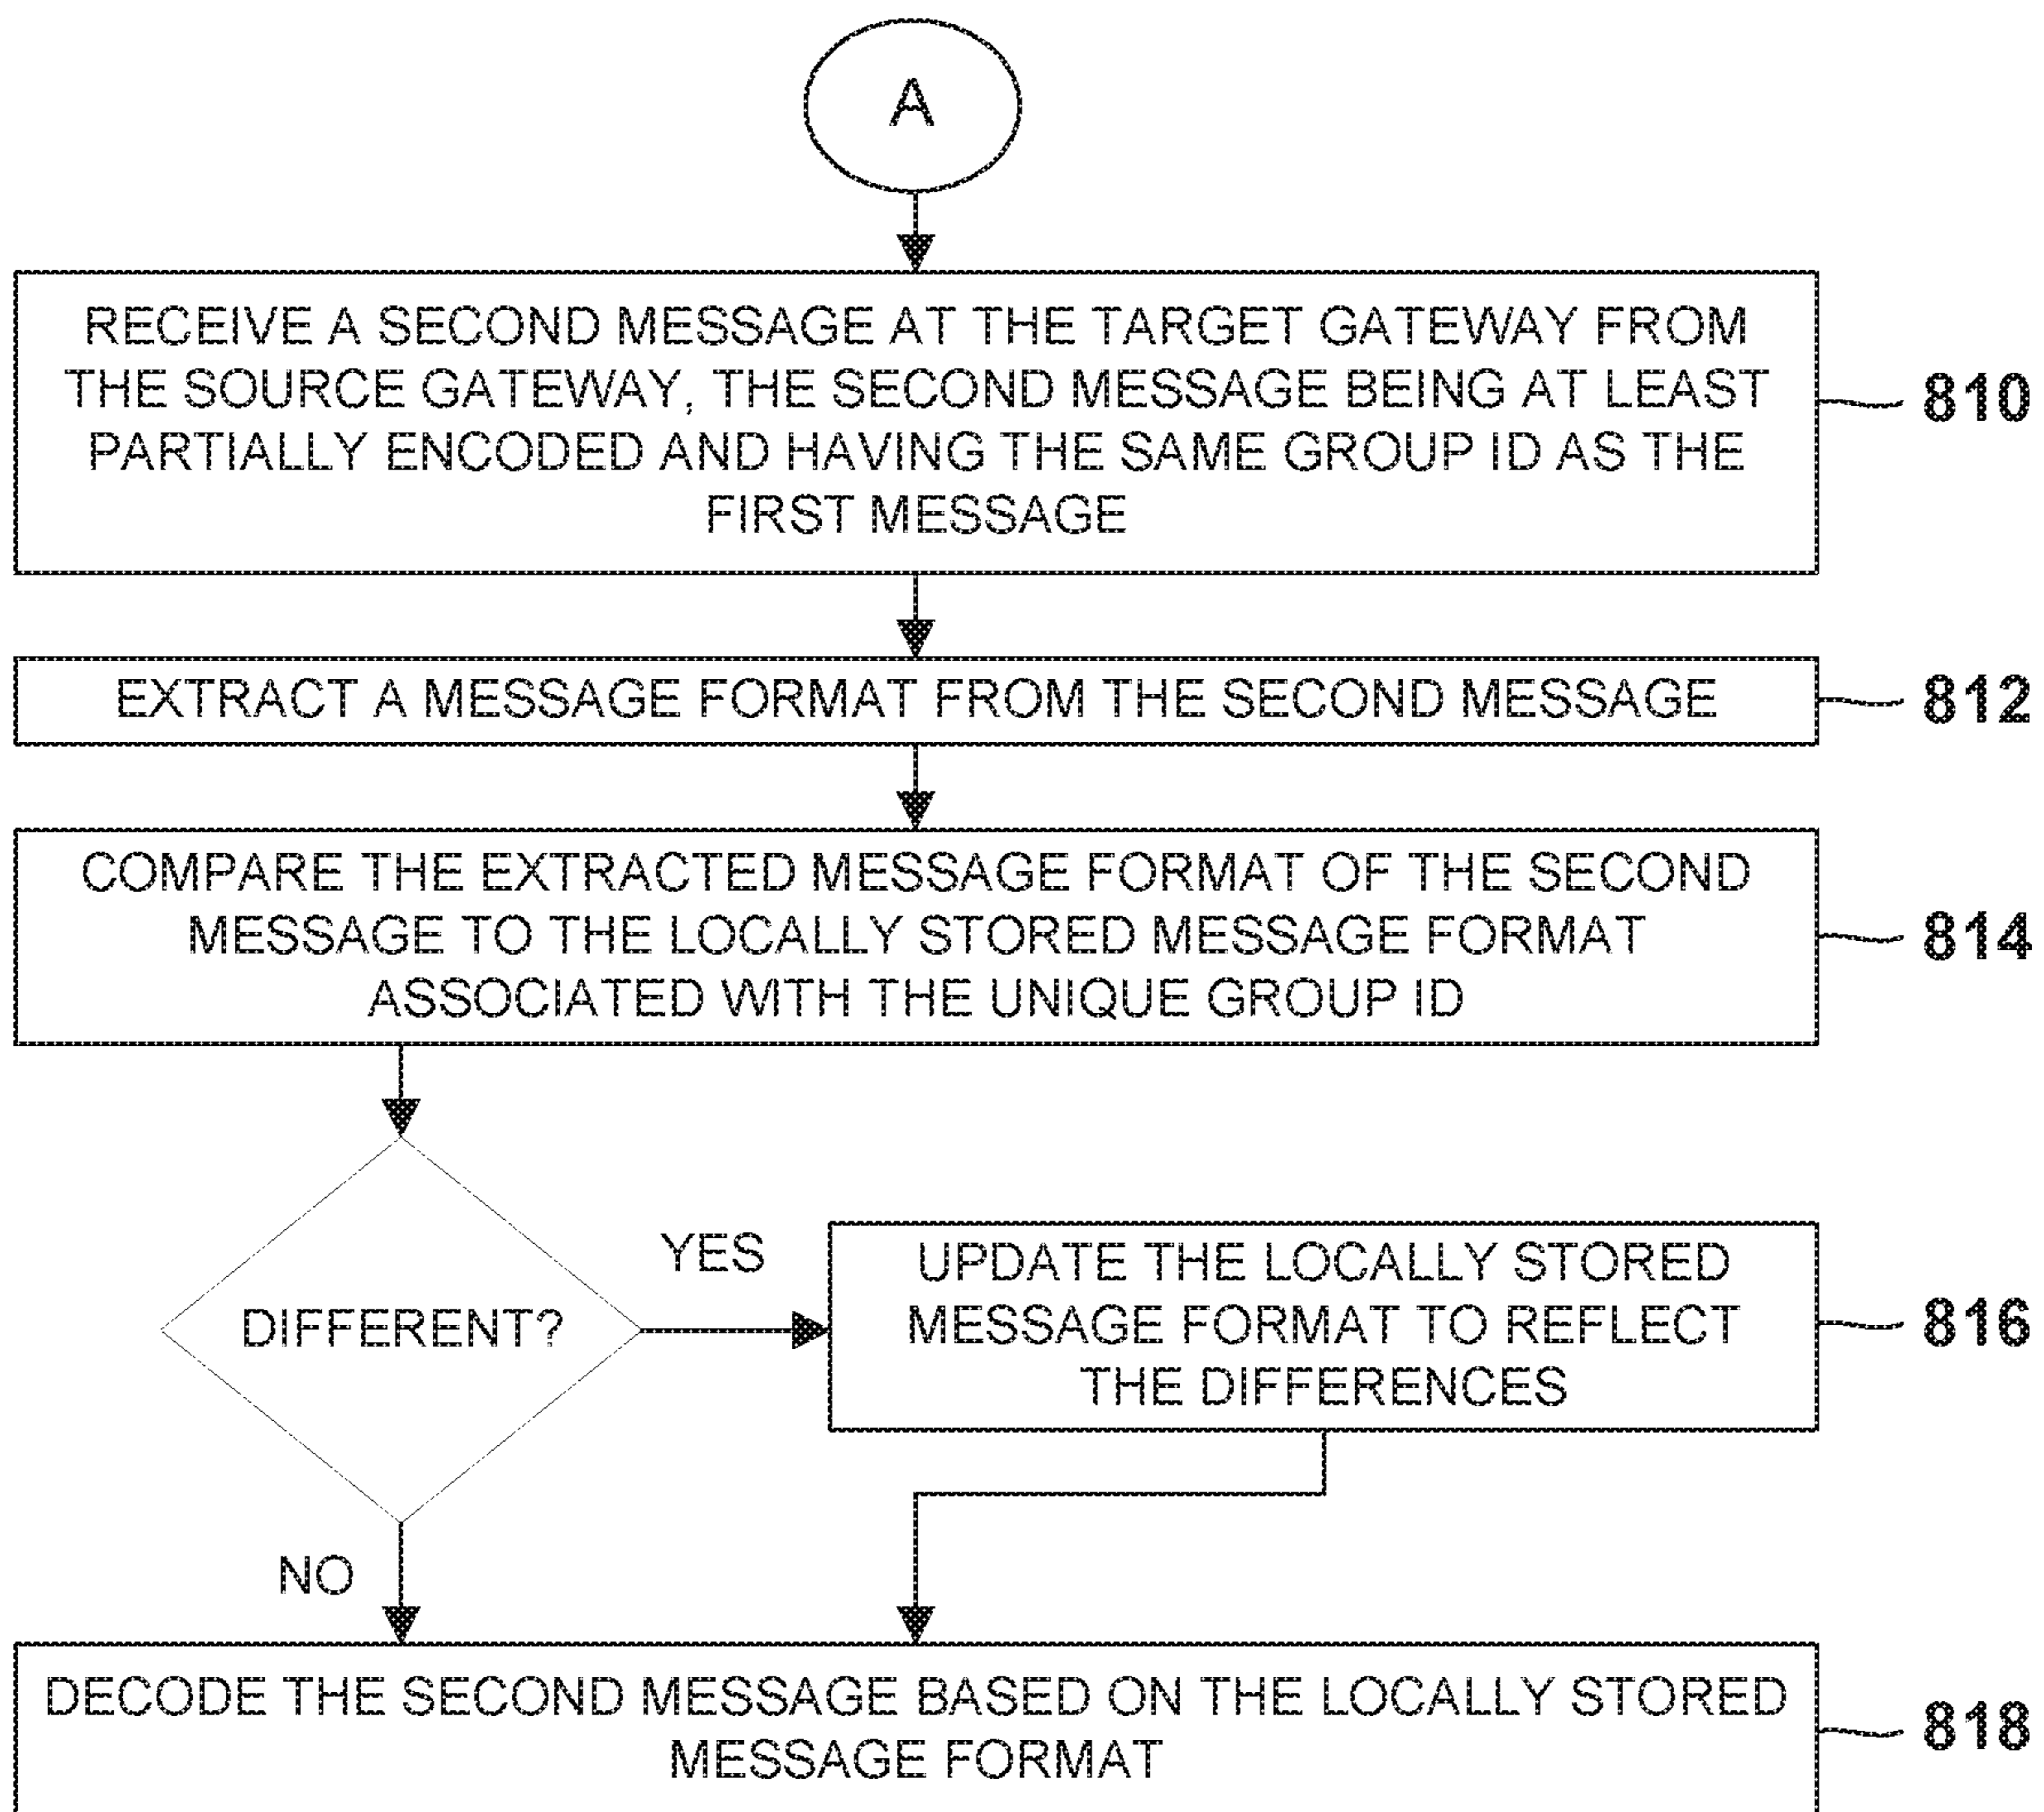 A
RECEIVE A SECOND MESSAGE AT THE TARGET GATEWAY FROM
THE SOURCE GATEWAY, THE SECOND MESSAGE BEING AT LEAST
PARTIALLY ENCODED AND HAVING THE SAME GROUP ID AS THE
FIRST MESSAGE
810
EXTRACT A MESSAGE FORMAT FROM THE SECOND MESSAGE
812
COMPARE THE EXTRACTED MESSAGE FORMAT OF THE SECOND
MESSAGE TO THE LOCALLY STORED MESSAGE FORMAT
ASSOCIATED WITH THE UNIQUE GROUP ID
814
DIFFERENT?
YES
UPDATE THE LOCALLY STORED
MESSAGE FORMAT TO REFLECT
THE DIFFERENCES
816
NO
DECODE THE SECOND MESSAGE BASED ON THE LOCALLY STORED
MESSAGE FORMAT
818